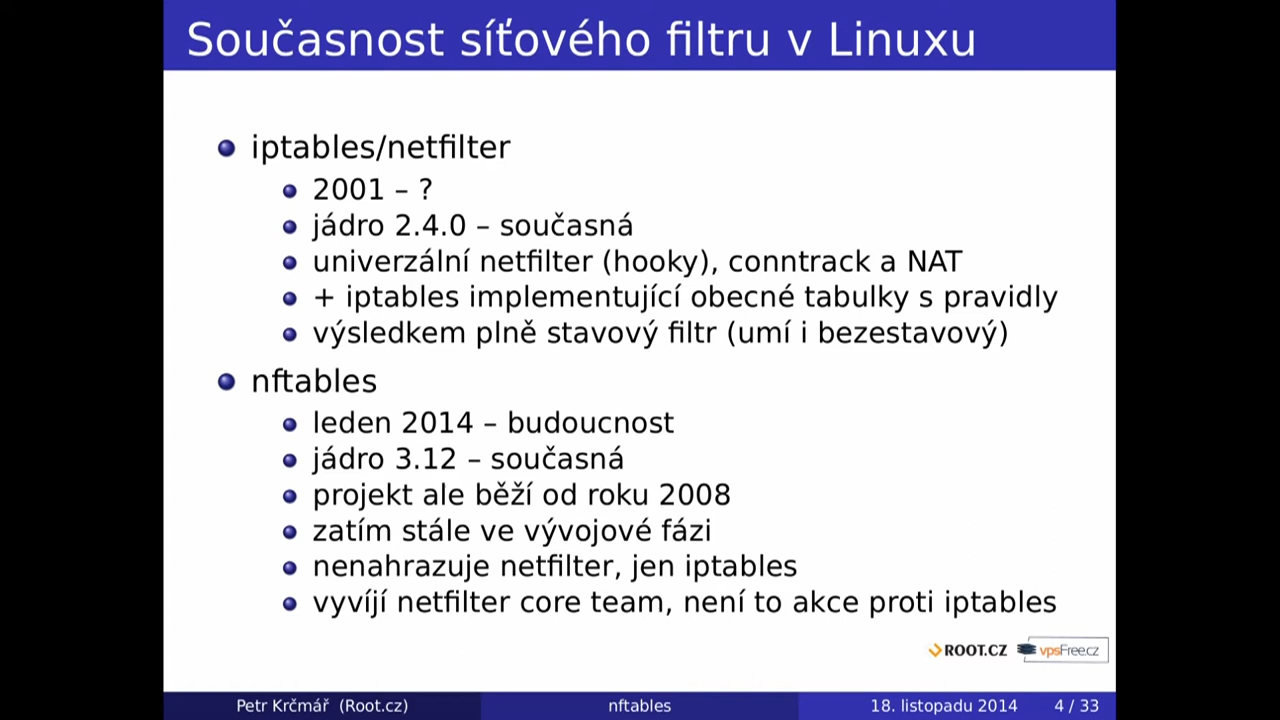 Současnost síťového filtru v Linuxu
iptables/netfilter
2001 – ?
jádro 2.4.0 – současná
univerzální netfilter (hooky), conntrack a NAT
+ iptables implementující obecné tabulky s pravidly
výsledkem plně stavový filtr (umí i bezestavový)
nftables
leden 2014 – budoucnost
jádro 3.12 – současná
projekt ale běží od roku 2008
zatím stále ve vývojové fázi
nenahrazuje netfilter, jen iptables
vyvíjí netfilter core team, není to akce proti iptables
ROOT.CZ vpsFree.cz
Petr Krčmář (Root.cz) nftables 18. listopadu 2014 4 / 33